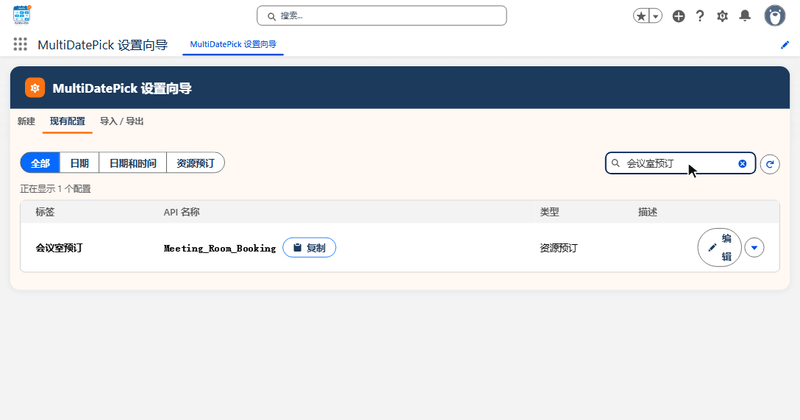 搜索...
MultiDatePick 设置向导
MultiDatePick 设置向导
MultiDatePick 设置向导
新建
现有配置
导入 / 导出
全部
日期
日期和时间
资源预订
会议室预订
正在显示 1 个配置
标签
API 名称
类型
描述
会议室预订
Meeting_Room_Booking
复制
资源预订
编
辑